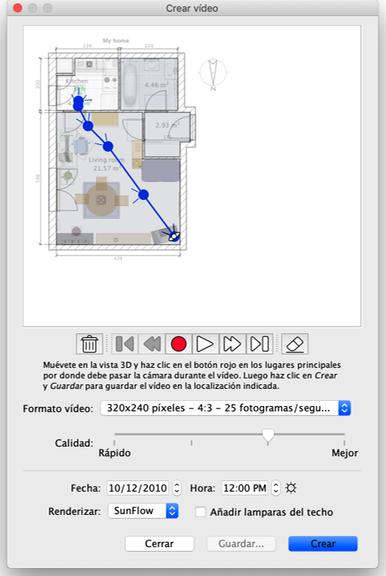 Crear vídeo
My home
210 220
200
4.48 m²
2.93 m²
N
Living room
21.57 m²
424
Muévete en la vista 3D y haz clic en el botón rojo en los lugares principales
por donde debe pasar la cámara durante el vídeo. Luego haz clic en Crear
y Guardar para guardar el vídeo en la localización indicada.
Formato vídeo: 320x240 píxeles - 4:3 - 25 fotogramas/segu...
Calidad:
Rápido Mejor
Fecha: 10/12/2010 Hora: 12:00 PM
Renderizar: SunFlow Añadir lamparas del techo
Cerrar Guardar... Crear